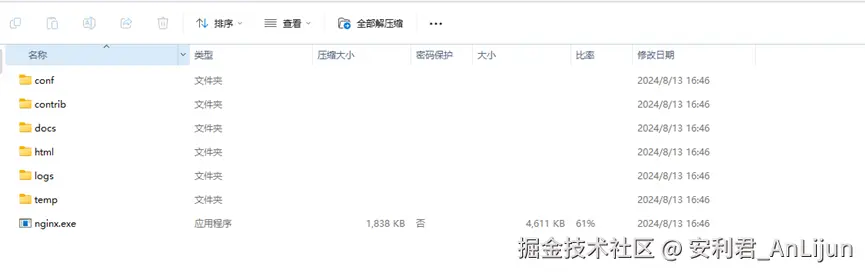 排序 查看 全部解压缩
名称 类型 压缩大小 密码保护 大小 比率 修改日期
conf 文件夹 2024/8/13 16:46
contrib 文件夹 2024/8/13 16:46
docs 文件夹 2024/8/13 16:46
html 文件夹 2024/8/13 16:46
logs 文件夹 2024/8/13 16:46
temp 文件夹 2024/8/13 16:46
nginx.exe 应用程序 1,838 KB 否 4,611 KB 61% 2024/8/13 16:46
掘金技术社区 @ 安利君_AnLijun